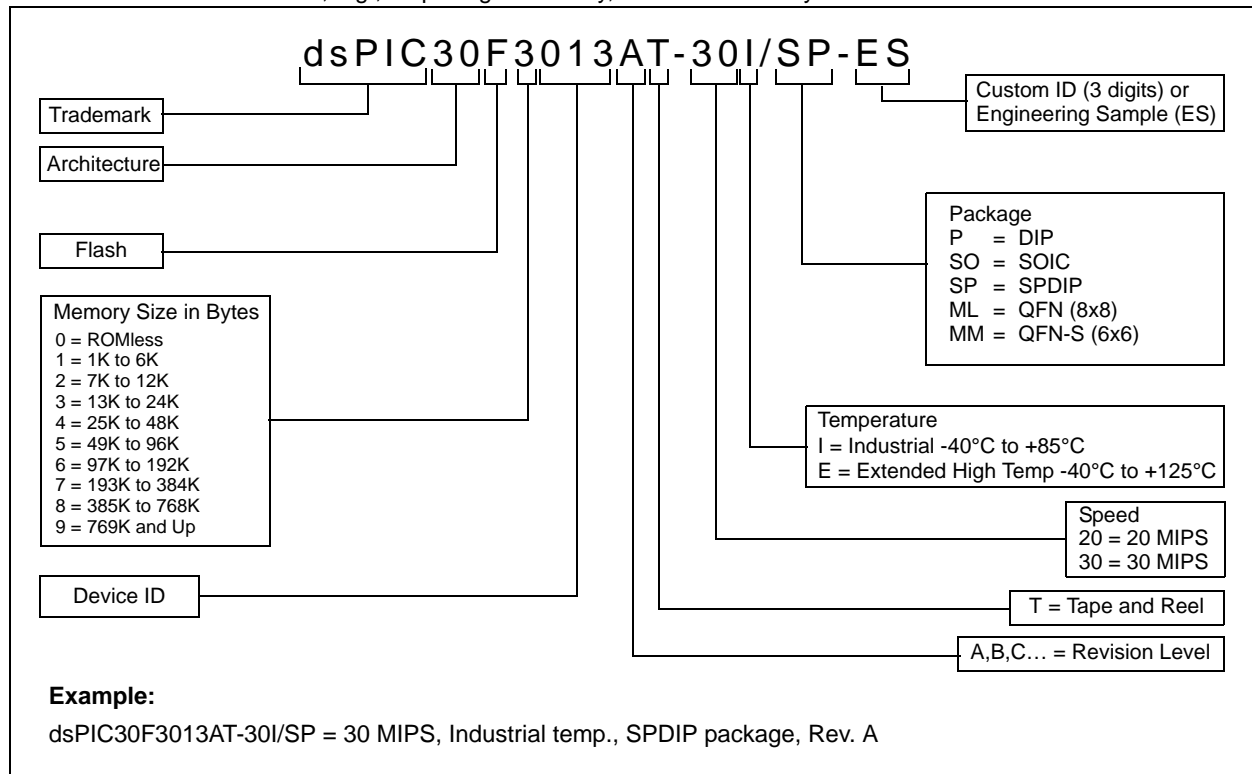 dsPIC30F3013AT-30I/SP-ES
Trademark
Architecture
Flash
Memory Size in Bytes
0 = ROMless
1 = 1K to 6K
2 = 7K to 12K
3 = 13K to 24K
4 = 25K to 48K
5 = 49K to 96K
6 = 97K to 192K
7 = 193K to 384K
8 = 385K to 768K
9 = 769K and Up
Device ID
Custom ID (3 digits) or
Engineering Sample (ES)
Package
P = DIP
SO = SOIC
SP = SPDIP
ML = QFN (8x8)
MM = QFN-S (6x6)
Temperature
I = Industrial -40°C to +85°C
E = Extended High Temp -40°C to +125°C
Speed
20 = 20 MIPS
30 = 30 MIPS
T = Tape and Reel
A,B,C… = Revision Level
Example:
dsPIC30F3013AT-30I/SP = 30 MIPS, Industrial temp., SPDIP package, Rev. A